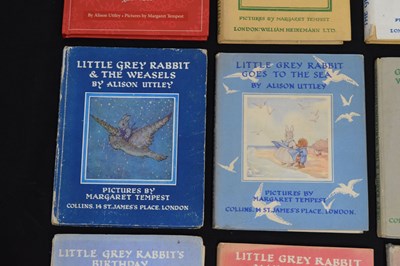 By Alison Uttley : Pictures by Margaret Tempest
PICTURES BY MARGARET TEMPEST
LONDON/WILLIAM HEINEMANN LTD.
LITTLE GREY RABBIT
& THE WEASELS
BY ALISON UTTLEY
PICTURES BY
MARGARET TEMPEST
COLLINS. 14 ST. JAMES'S PLACE. LONDON
LITTLE GREY RABBIT
GOES TO THE SEA
BY ALISON UTTLEY
PICTURES BY
MARGARET TEMPEST
COLLINS. 14 ST. JAMES'S PLACE, LONDON.
LITTLE GREY RABBIT'S
BIRTHDAY
LITTLE GREY RABBIT